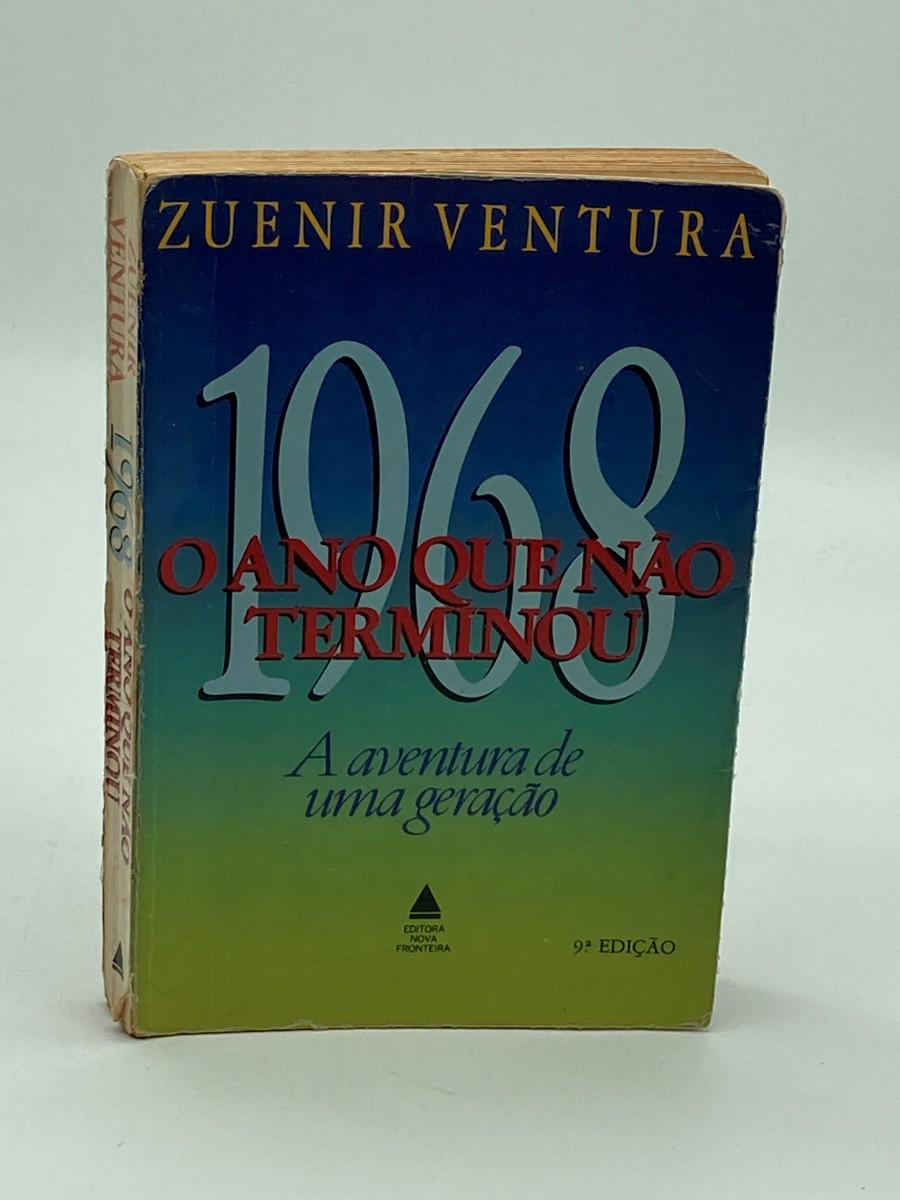 ZUENIR VENTURA
1968
O ANO QUE NÃO
TERMINOU
A aventura de
uma geração
EDITORA
NOVA
FRONTEIRA
9ª EDIÇÃO
ZUENIR
VENTURA
1968
O ANO QUE NÃO
TERMINOU